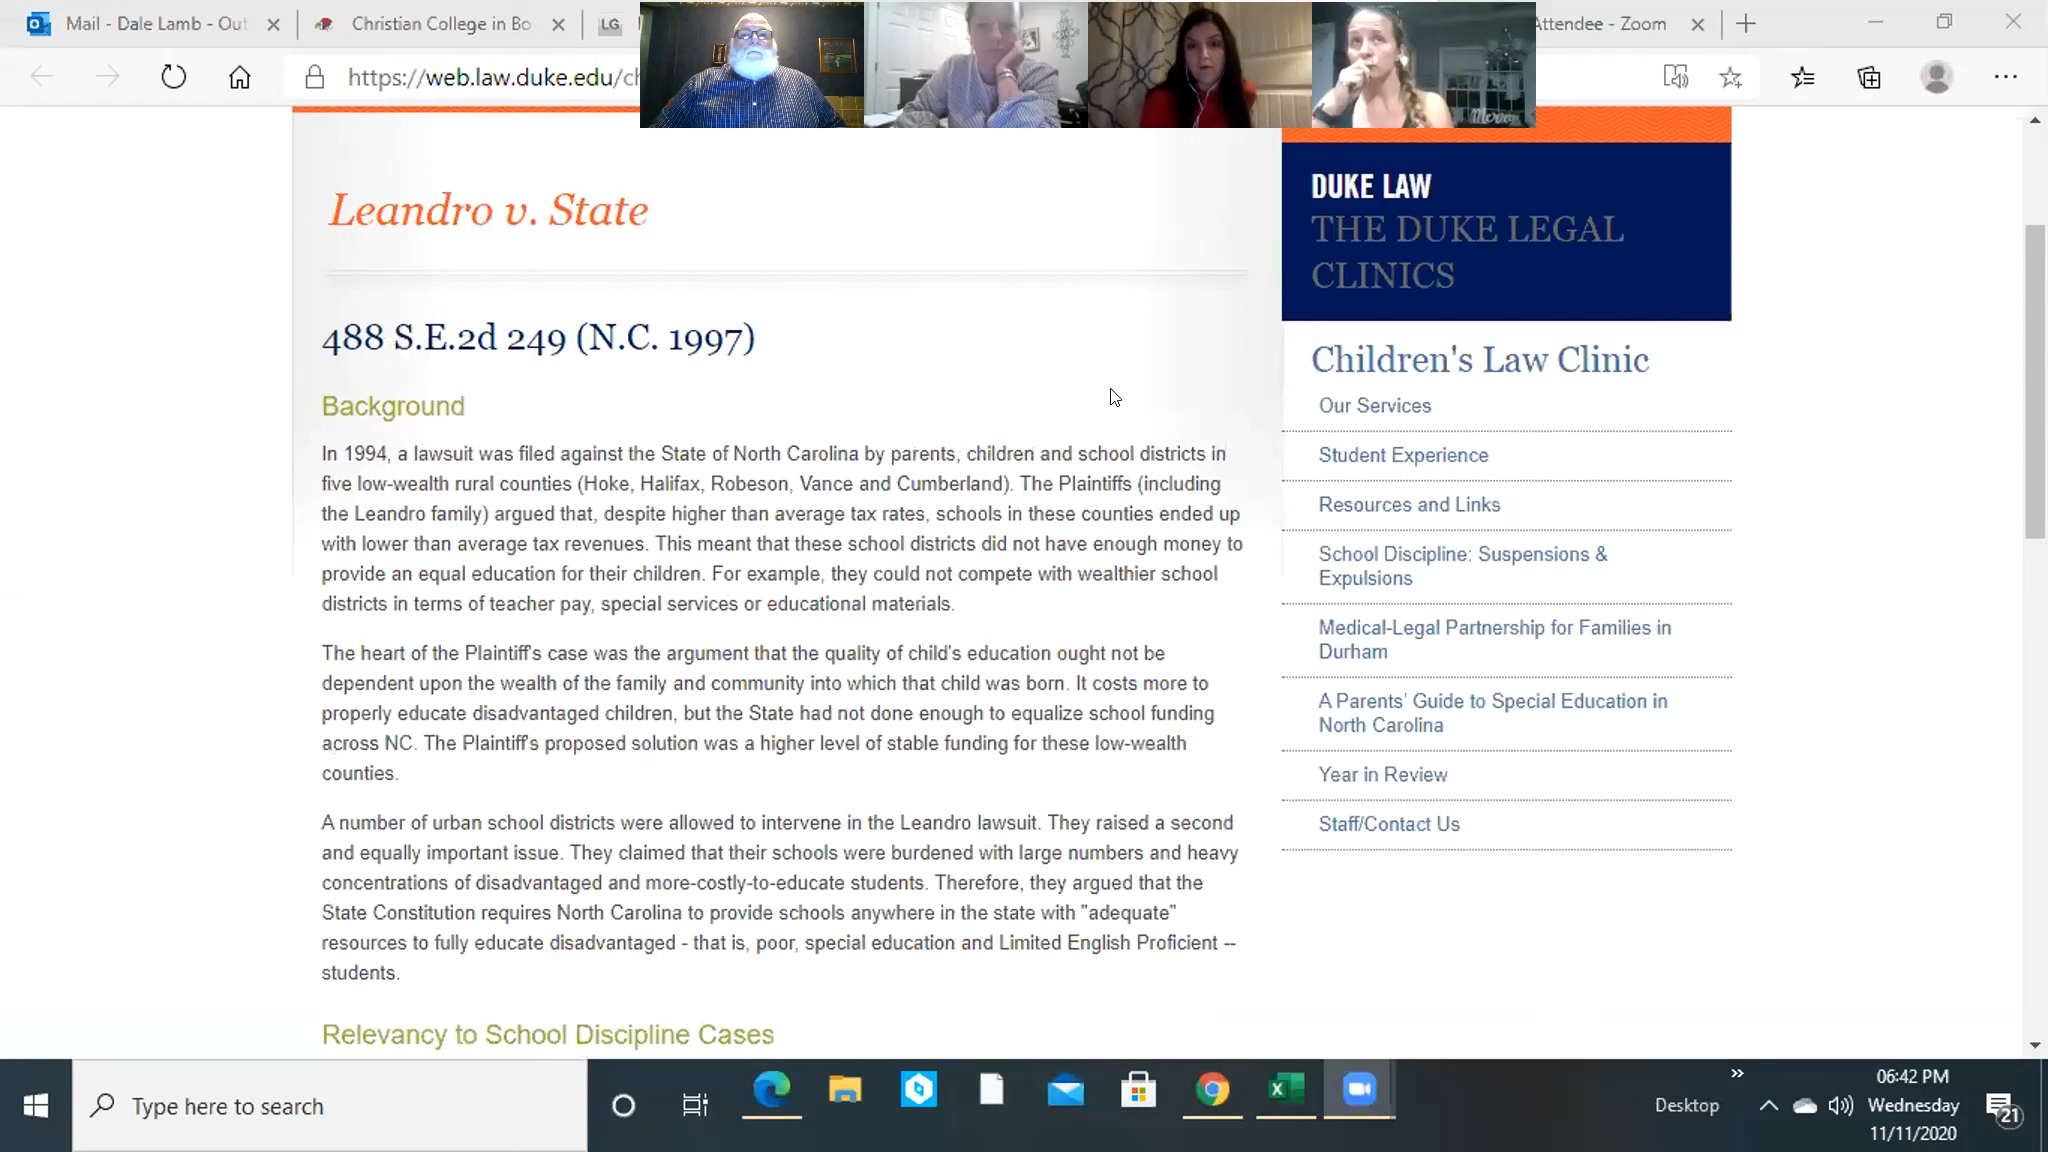 Mail - Dale Lamb - Out
Christian College in Bo
LG
Attendee - Zoom
https://web.law.duke.edu/ch
Merry
Leandro v. State
488 S.E.2d 249 (N.C. 1997)
Background
In 1994, a lawsuit was filed against the State of North Carolina by parents, children and school districts in
five low-wealth rural counties (Hoke, Halifax, Robeson, Vance and Cumberland). The Plaintiffs (including
the Leandro family) argued that, despite higher than average tax rates, schools in these counties ended up
with lower than average tax revenues. This meant that these school districts did not have enough money to
provide an equal education for their children. For example, they could not compete with wealthier school
districts in terms of teacher pay, special services or educational materials.
The heart of the Plaintiff's case was the argument that the quality of child's education ought not be
dependent upon the wealth of the family and community into which that child was born. It costs more to
properly educate disadvantaged children, but the State had not done enough to equalize school funding
across NC. The Plaintiff's proposed solution was a higher level of stable funding for these low-wealth
counties.
A number of urban school districts were allowed to intervene in the Leandro lawsuit. They raised a second
and equally important issue. They claimed that their schools were burdened with large numbers and heavy
concentrations of disadvantaged and more-costly-to-educate students. Therefore, they argued that the
State Constitution requires North Carolina to provide schools anywhere in the state with "adequate"
resources to fully educate disadvantaged - that is, poor, special education and Limited English Proficient --
students.
Relevancy to School Discipline Cases
DUKE LAW
THE DUKE LEGAL
CLINICS
Children's Law Clinic
Our Services
Student Experience
Resources and Links
School Discipline: Suspensions &
Expulsions
Medical-Legal Partnership for Families in
Durham
A Parents' Guide to Special Education in
North Carolina
Year in Review
Staff/Contact Us
Type here to search
Desktop
06:42 PM
Wednesday
11/11/2020
21